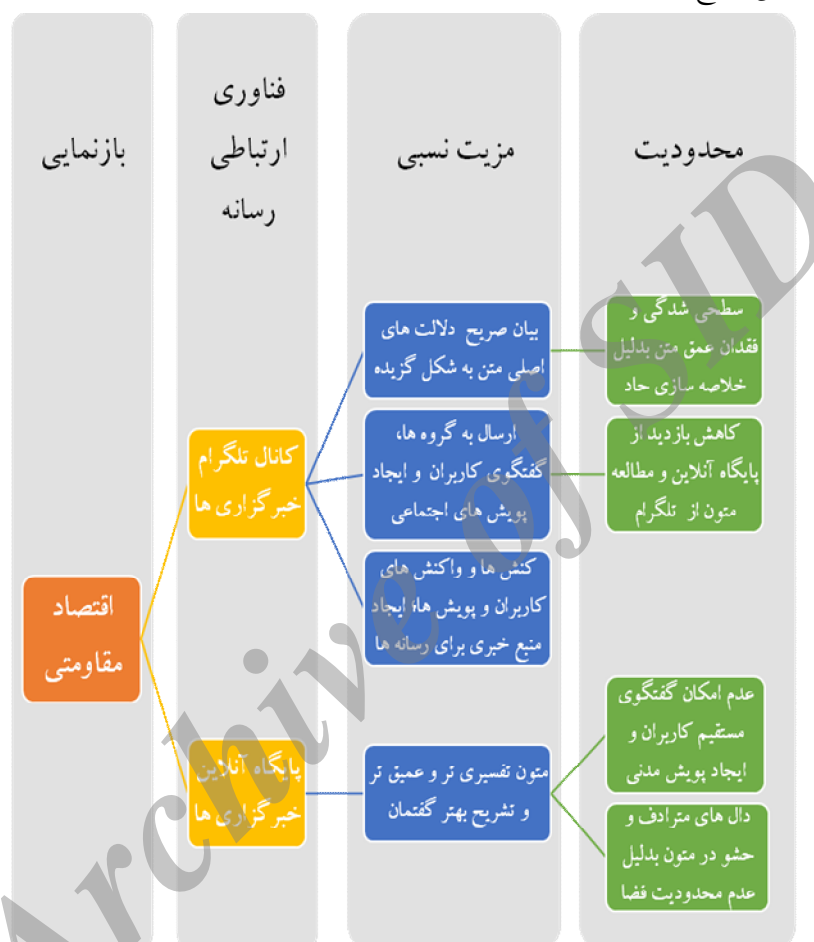 بازنمایی
فناوری
ارتباطی
رسانه
مزیت نسبی
محدودیت
اقتصاد
مقاومتی
کانال تلگرام
خبرگزاری ها
بیان صریح دلالت های
اصلی متن به شکل گزیده
سطحی شدگی و
فقدان عمق متن بدلیل
خلاصه سازی حاد
ارسال به گروه ها،
گفتگوی کاربران و ایجاد
پویش های اجتماعی
کاهش بازدید از
پایگاه آنلاین و مطالعه
متون از تلگرام
کنش ها و واکنش های
کاربران و پویش ها؛ ایجاد
منبع خبری برای رسانه ها
پایگاه آنلاین
خبرگزاری ها
متون تفسیری تر و عمیق تر
و تشریح بهتر گفتمان
عدم امکان گفتگوی
مستقیم کاربران و
ایجاد پویش مدنی
دال های مترادف و
حشو در متون بدلیل
عدم محدودیت فضا
Archive of SID